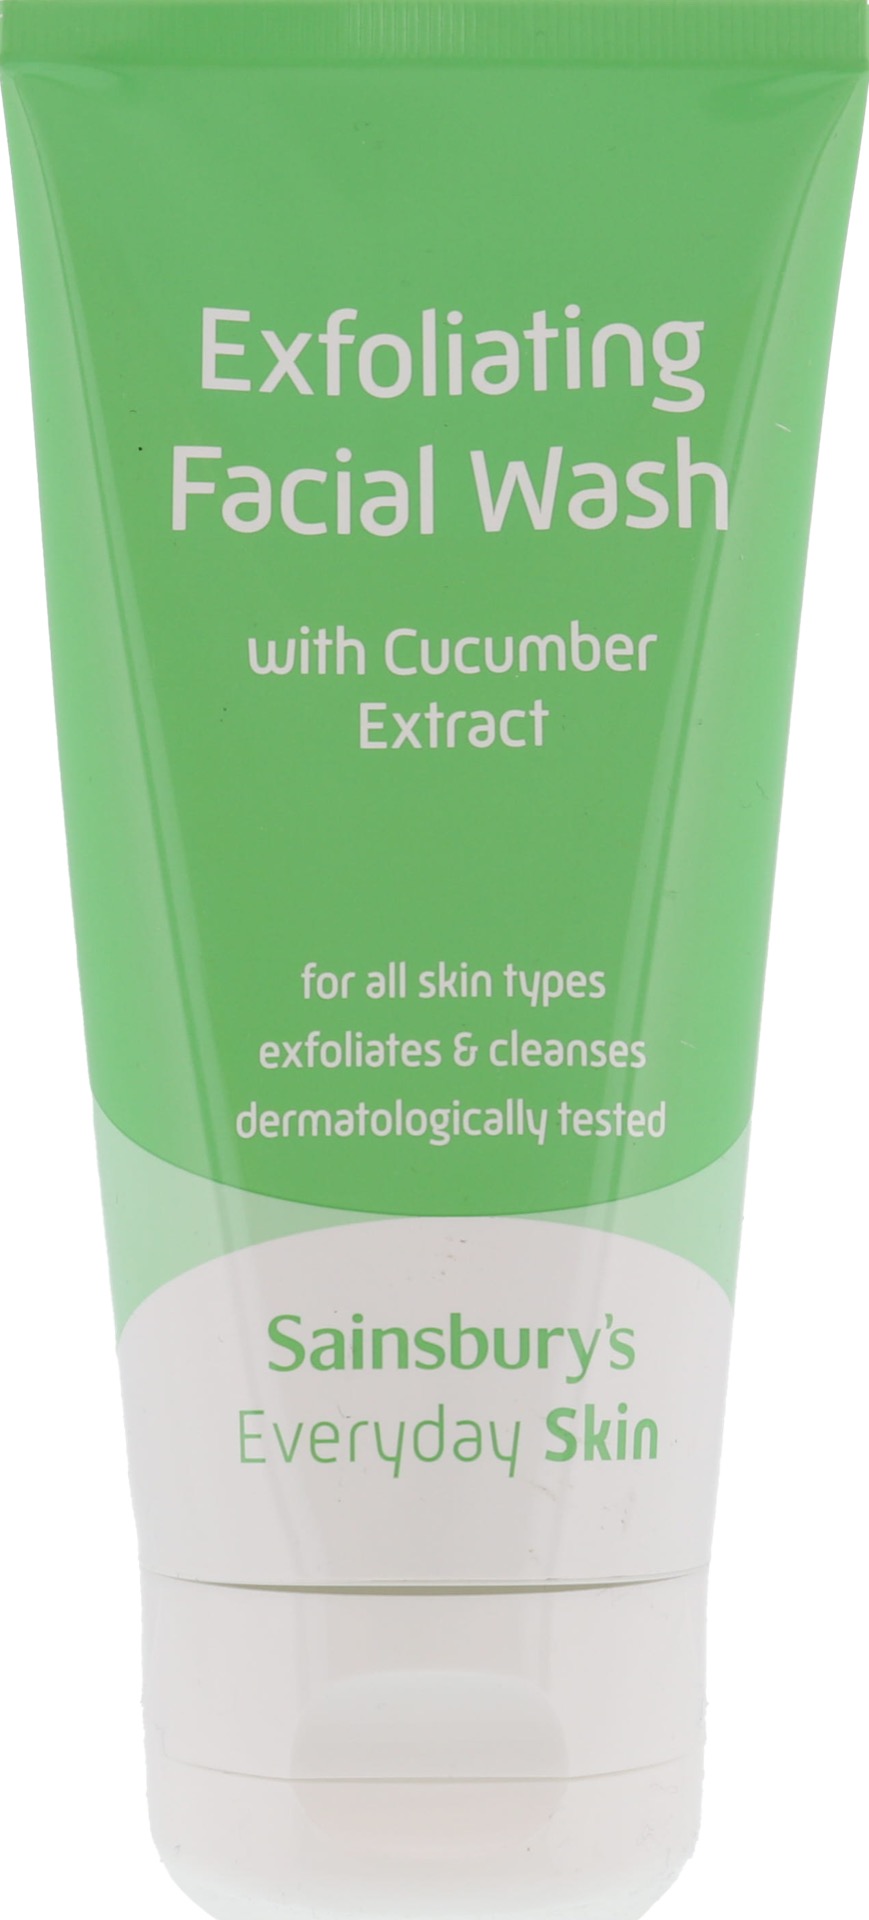 Exfoliating
Facial Wash
with Cucumber
Extract
for all skin types
exfoliates & cleanses
dermatologically tested
Sainsbury's
Everyday Skin